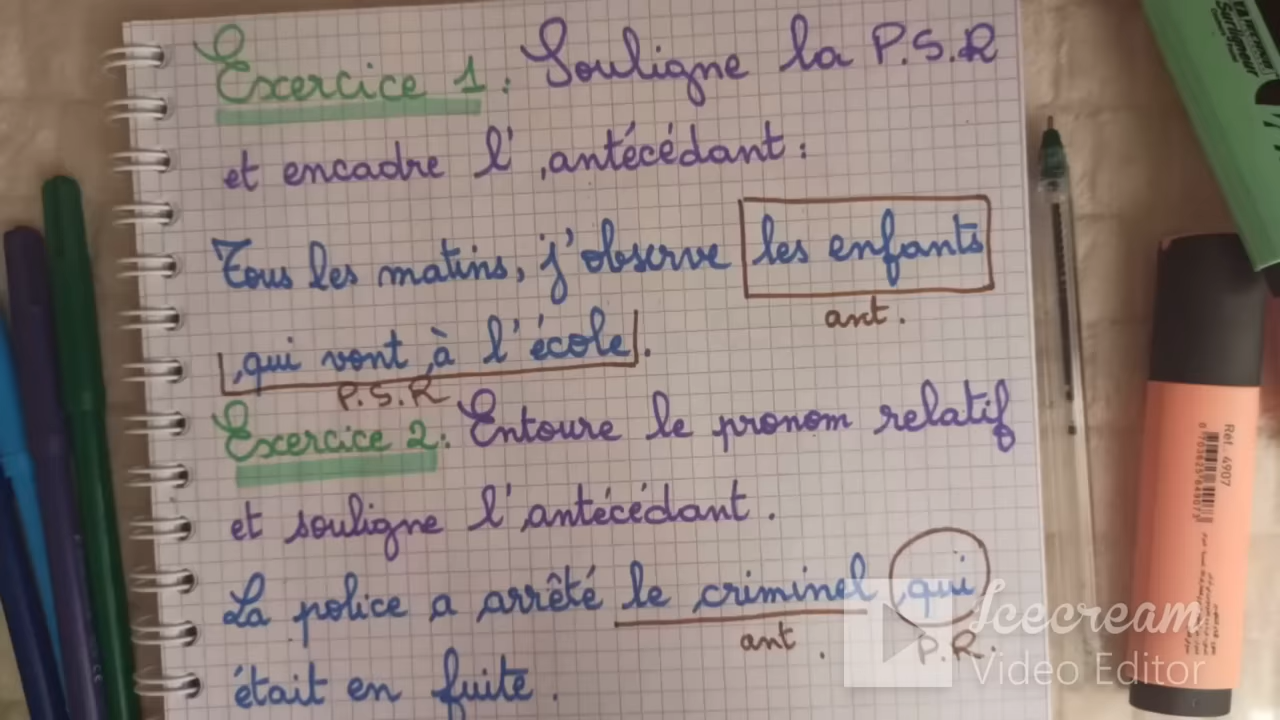 Exercice 1: Souligne la P.S.R
et encadre l'antécédant:
Tous les matins, j'observe les enfants
ant.
qui vont à l'école.
P.S.R
Exercice 2: Entoure le pronom relatif
et souligne l'antécédant.
La police a arrêté le criminel qui
ant.
P.R.
était en fuite.
Icecream
Video Editor
Réf. 4907